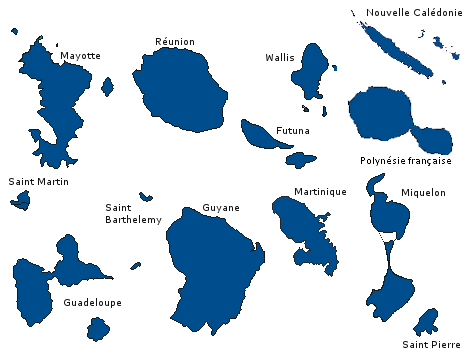 Nouvelle Calédonie
Mayotte
Réunion
Wallis
Futuna
Polynésie française
Saint Martin
Saint
Barthelemy
Guyane
Martinique
Miquelon
Guadeloupe
Saint Pierre